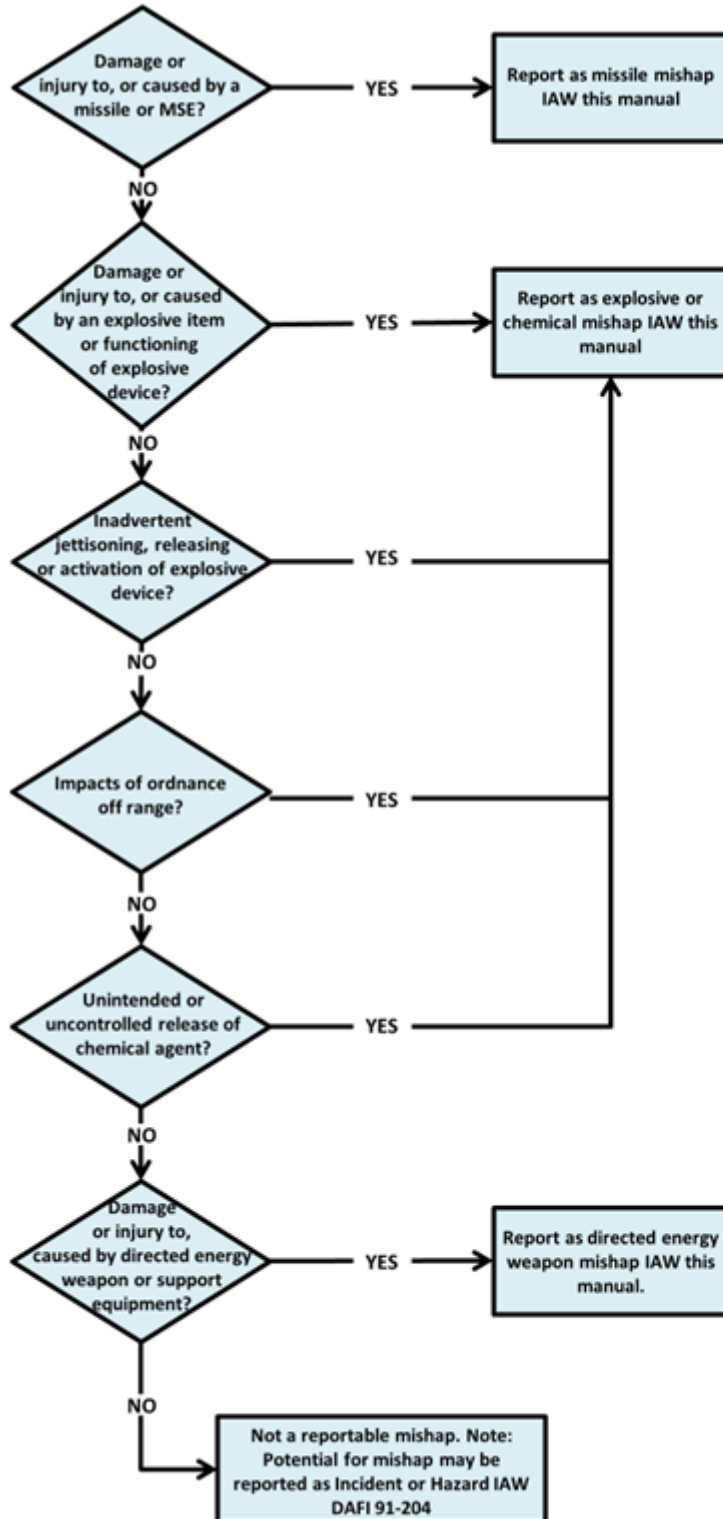 Damage or
injury to, or caused by a
missile or MSE?
YES
Report as missile mishap
IAW this manual
NO
Damage or
injury to, or caused
by an explosive item
or functioning
of explosive
device?
YES
Report as explosive or
chemical mishap IAW this
manual
NO
Inadvertent
jettisoning, releasing
or activation of explosive
device?
YES
NO
Impacts of ordnance
off range?
YES
NO
Unintended or
uncontrolled release of
chemical agent?
YES
NO
Damage
or injury to,
caused by directed energy
weapon or support
equipment?
YES
Report as directed energy
weapon mishap IAW this
manual.
NO
Not a reportable mishap. Note:
Potential for mishap may be
reported as Incident or Hazard IAW
DAFI 91-204